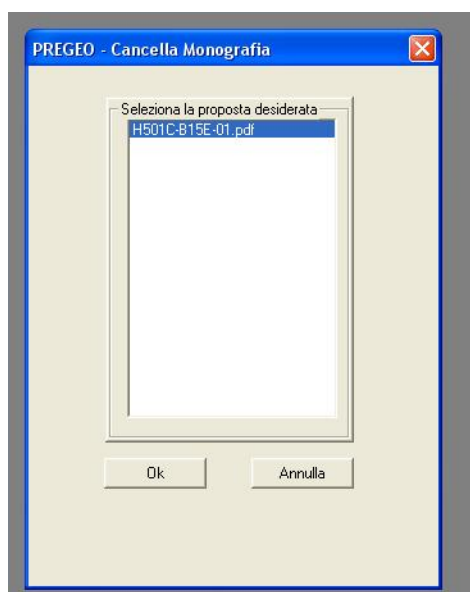 PREGEO - Cancella Monografia
Seleziona la proposta desiderata
H501C-B15E-01.pdf
Ok
Annulla